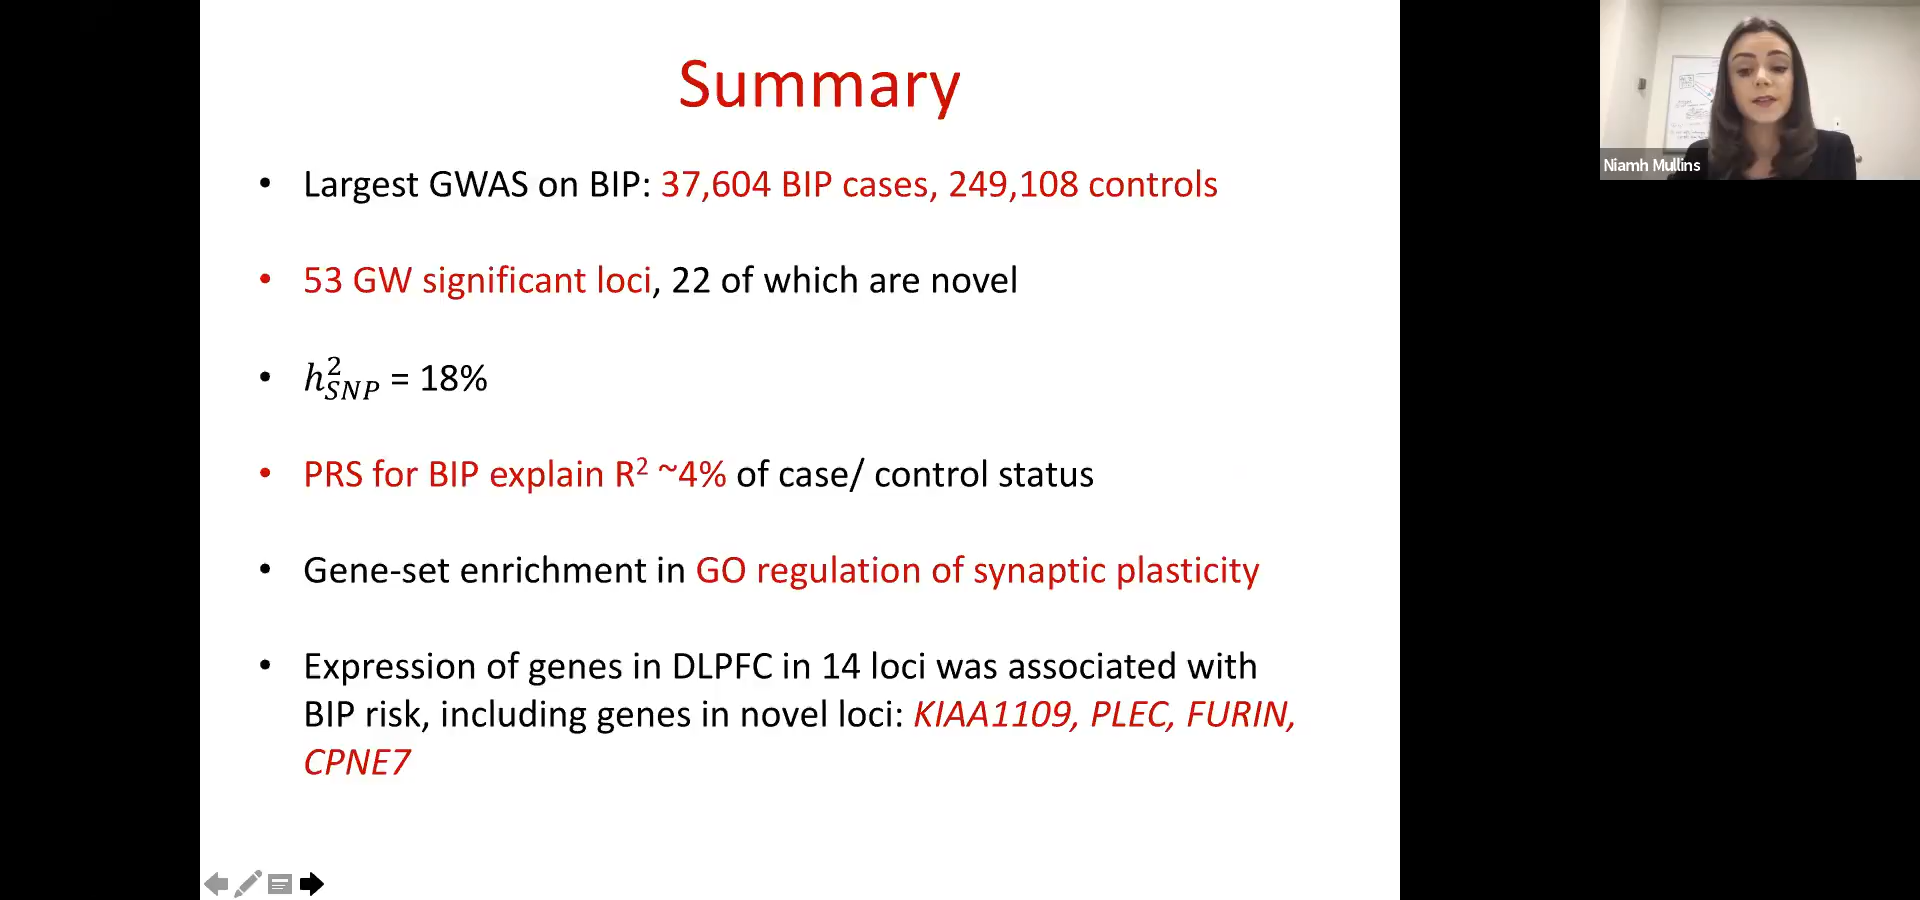 Summary
• Largest GWAS on BIP: 37,604 BIP cases, 249,108 controls
• 53 GW significant loci, 22 of which are novel
• h²_SNP = 18%
• PRS for BIP explain R² ~4% of case/ control status
• Gene-set enrichment in GO regulation of synaptic plasticity
• Expression of genes in DLPFC in 14 loci was associated with
BIP risk, including genes in novel loci: KIAA1109, PLEC, FURIN,
CPNE7
Niamh Mullins